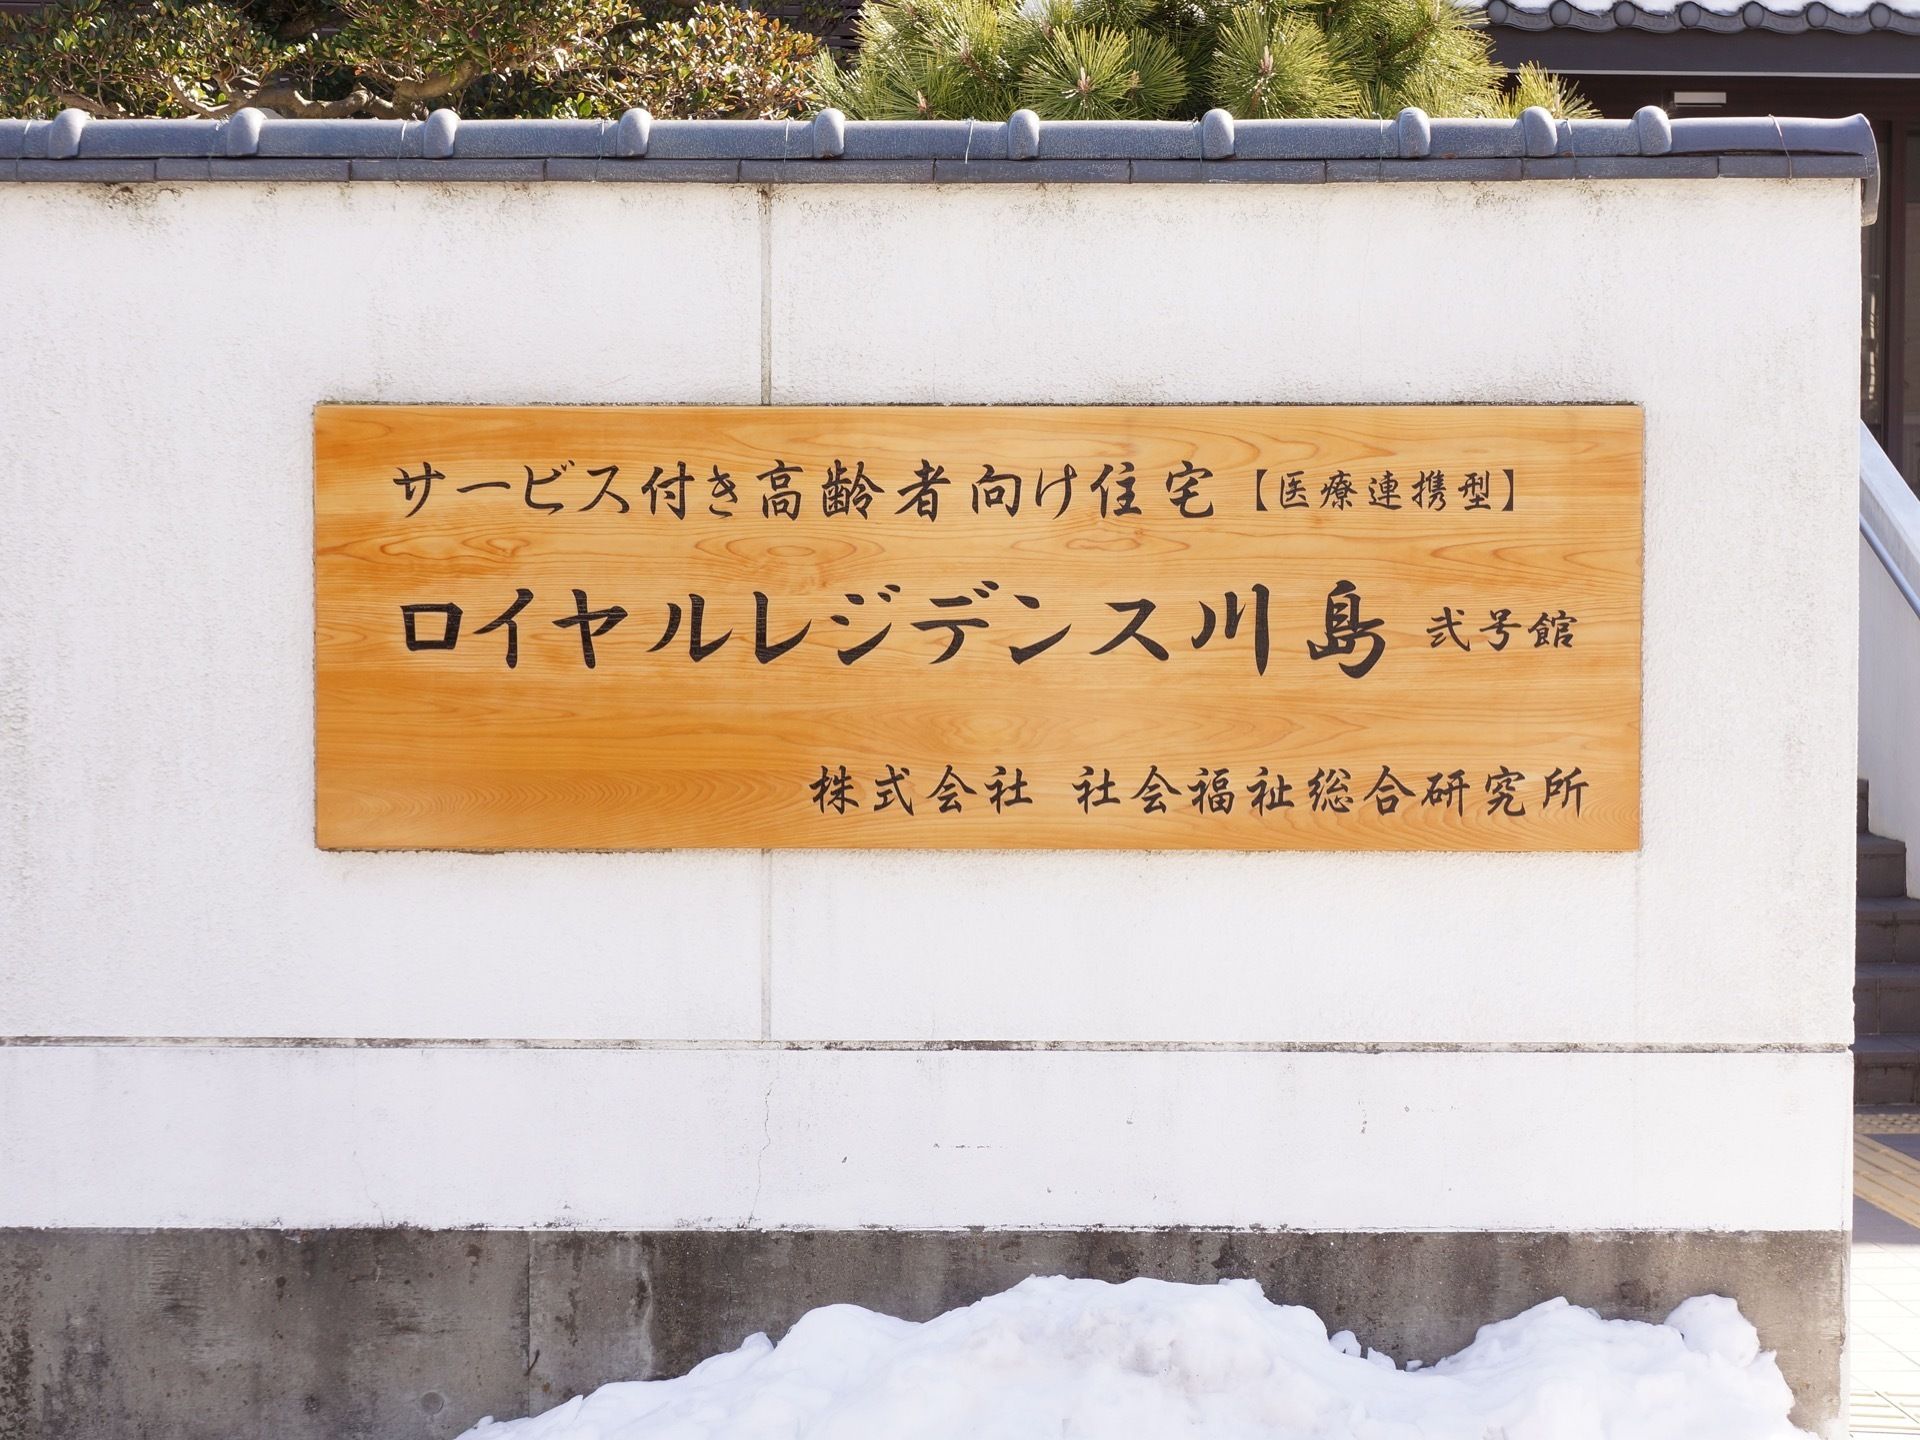 サービス付き高齢者向け住宅【医療連携型】
ロイヤルレジデンス川島 弐号館
株式会社 社会福祉総合研究所